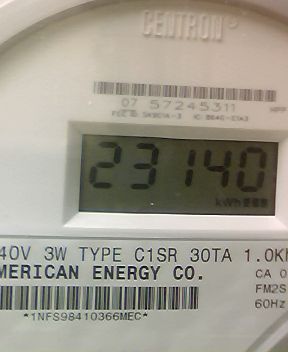 CENTRON®
07 57245311
23140
kWh
40V 3W TYPE C1SR 30TA 1.0Kh
MERICAN ENERGY CO.
CA 0
FM2S
60Hz
*1NFS98410366MEC*